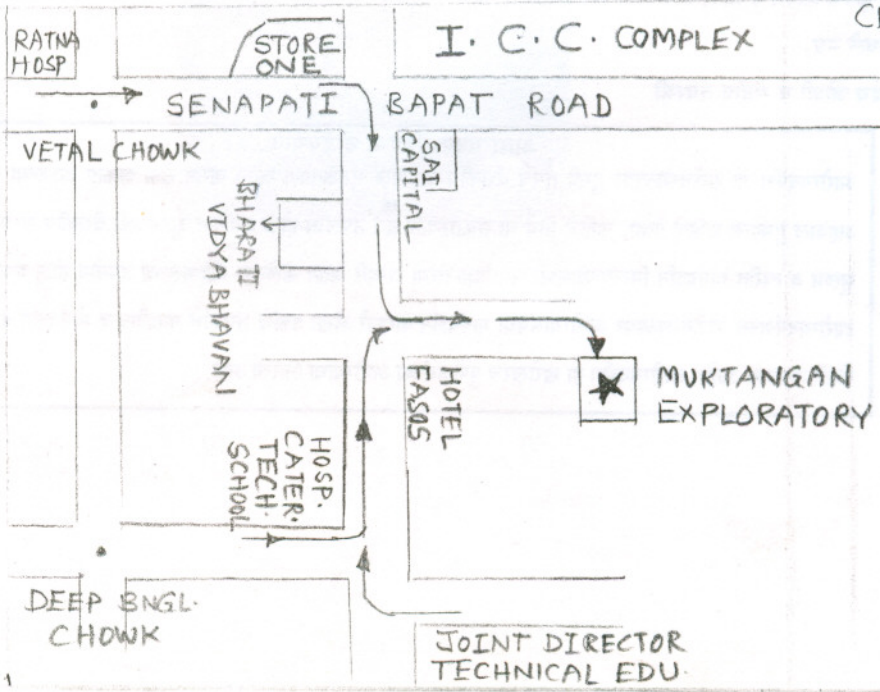 RATNA
HOSP
STORE
ONE
I. C. C. COMPLEX
SENAPATI BAPAT ROAD
VETAL CHOWK
SAI
CAPITAL
BHARATI
VIDYA BHAVAN
HOTEL
EASOS
MUKTANGAN
EXPLORATORY
HOSP.
CATER.
TECH.
SCHOOL
DEEP BNGL.
CHOWK
JOINT DIRECTOR
TECHNICAL EDU.